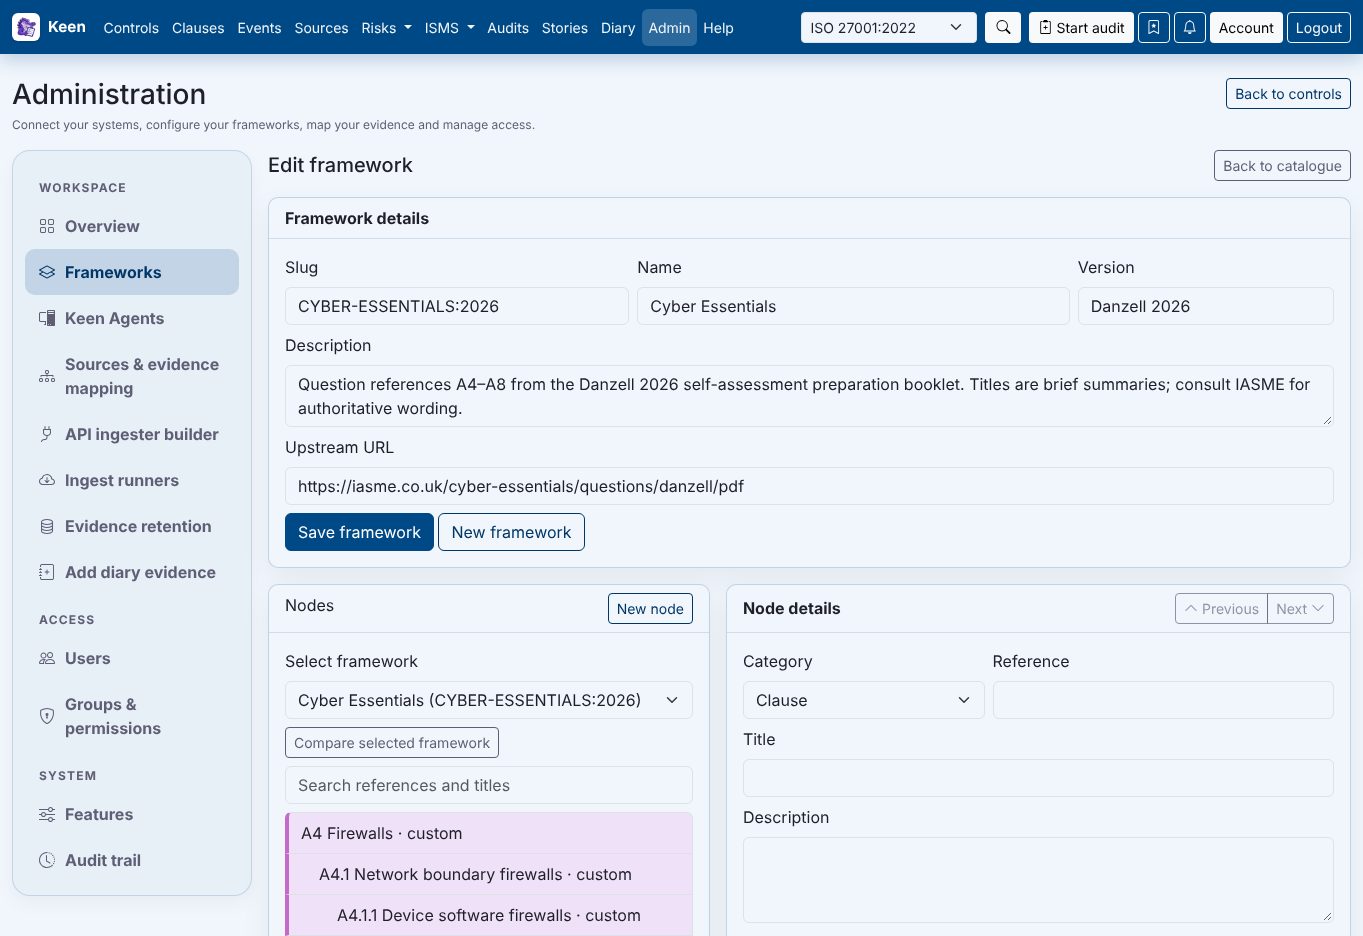 Keen
Controls
Clauses
Events
Sources
Risks
ISMS
Audits
Stories
Diary
Admin
Help
ISO 27001:2022
Start audit
Account
Logout
Administration
Back to controls
Connect your systems, configure your frameworks, map your evidence and manage access.
WORKSPACE
Overview
Frameworks
Keen Agents
Sources & evidence
mapping
API ingester builder
Ingest runners
Evidence retention
Add diary evidence
ACCESS
Users
Groups &
permissions
SYSTEM
Features
Audit trail
Edit framework
Back to catalogue
Framework details
Slug
Name
Version
CYBER-ESSENTIALS:2026
Cyber Essentials
Danzell 2026
Description
Question references A4–A8 from the Danzell 2026 self-assessment preparation booklet. Titles are brief summaries; consult IASME for
authoritative wording.
Upstream URL
https://iasme.co.uk/cyber-essentials/questions/danzell/pdf
Save framework
New framework
Nodes
New node
Select framework
Cyber Essentials (CYBER-ESSENTIALS:2026)
Compare selected framework
Search references and titles
A4 Firewalls · custom
A4.1 Network boundary firewalls · custom
A4.1.1 Device software firewalls · custom
Node details
Previous
Next
Category
Reference
Clause
Title
Description